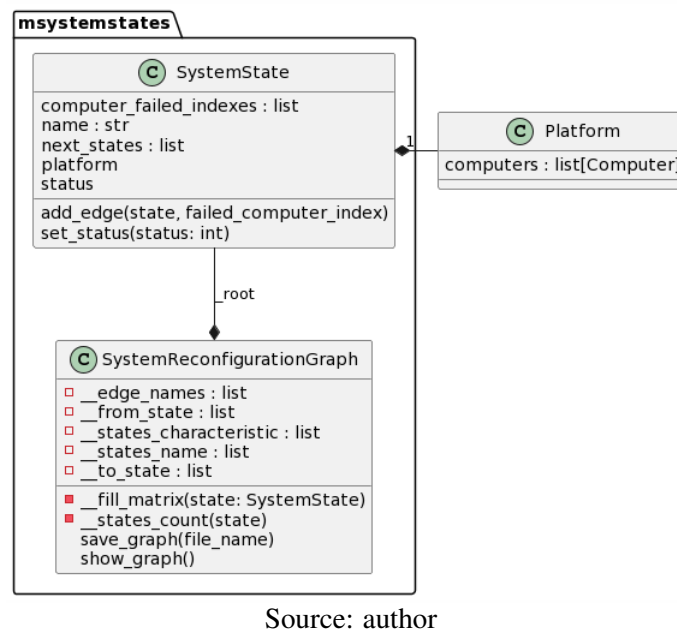 msystemstates
C SystemState
computer_failed_indexes : list
name : str
next_states : list
platform
status
add_edge(state, failed_computer_index)
set_status(status: int)
1
C Platform
computers : list[Computer]
_root
C SystemReconfigurationGraph
__edge_names : list
__from_state : list
__states_characteristic : list
__states_name : list
__to_state : list
__fill_matrix(state: SystemState)
__states_count(state)
save_graph(file_name)
show_graph()
Source: author